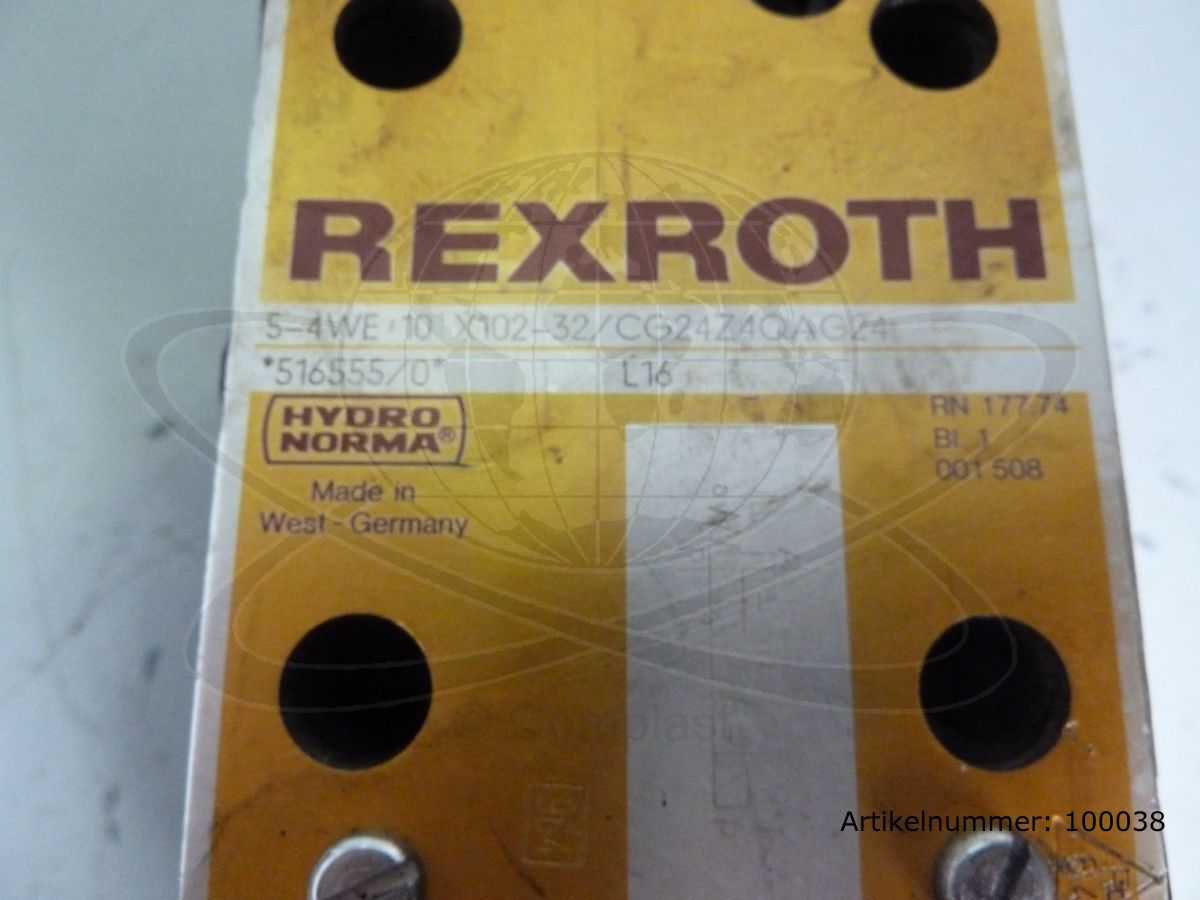 REXROTH
5-4WE 10 X102-32/CG24Z4QAG24
*516555/0* L16
HYDRO
NORMA®
RN 177.74
Bl. 1
001 508
Made in
West-Germany
© Somplast
Artikelnummer: 100038